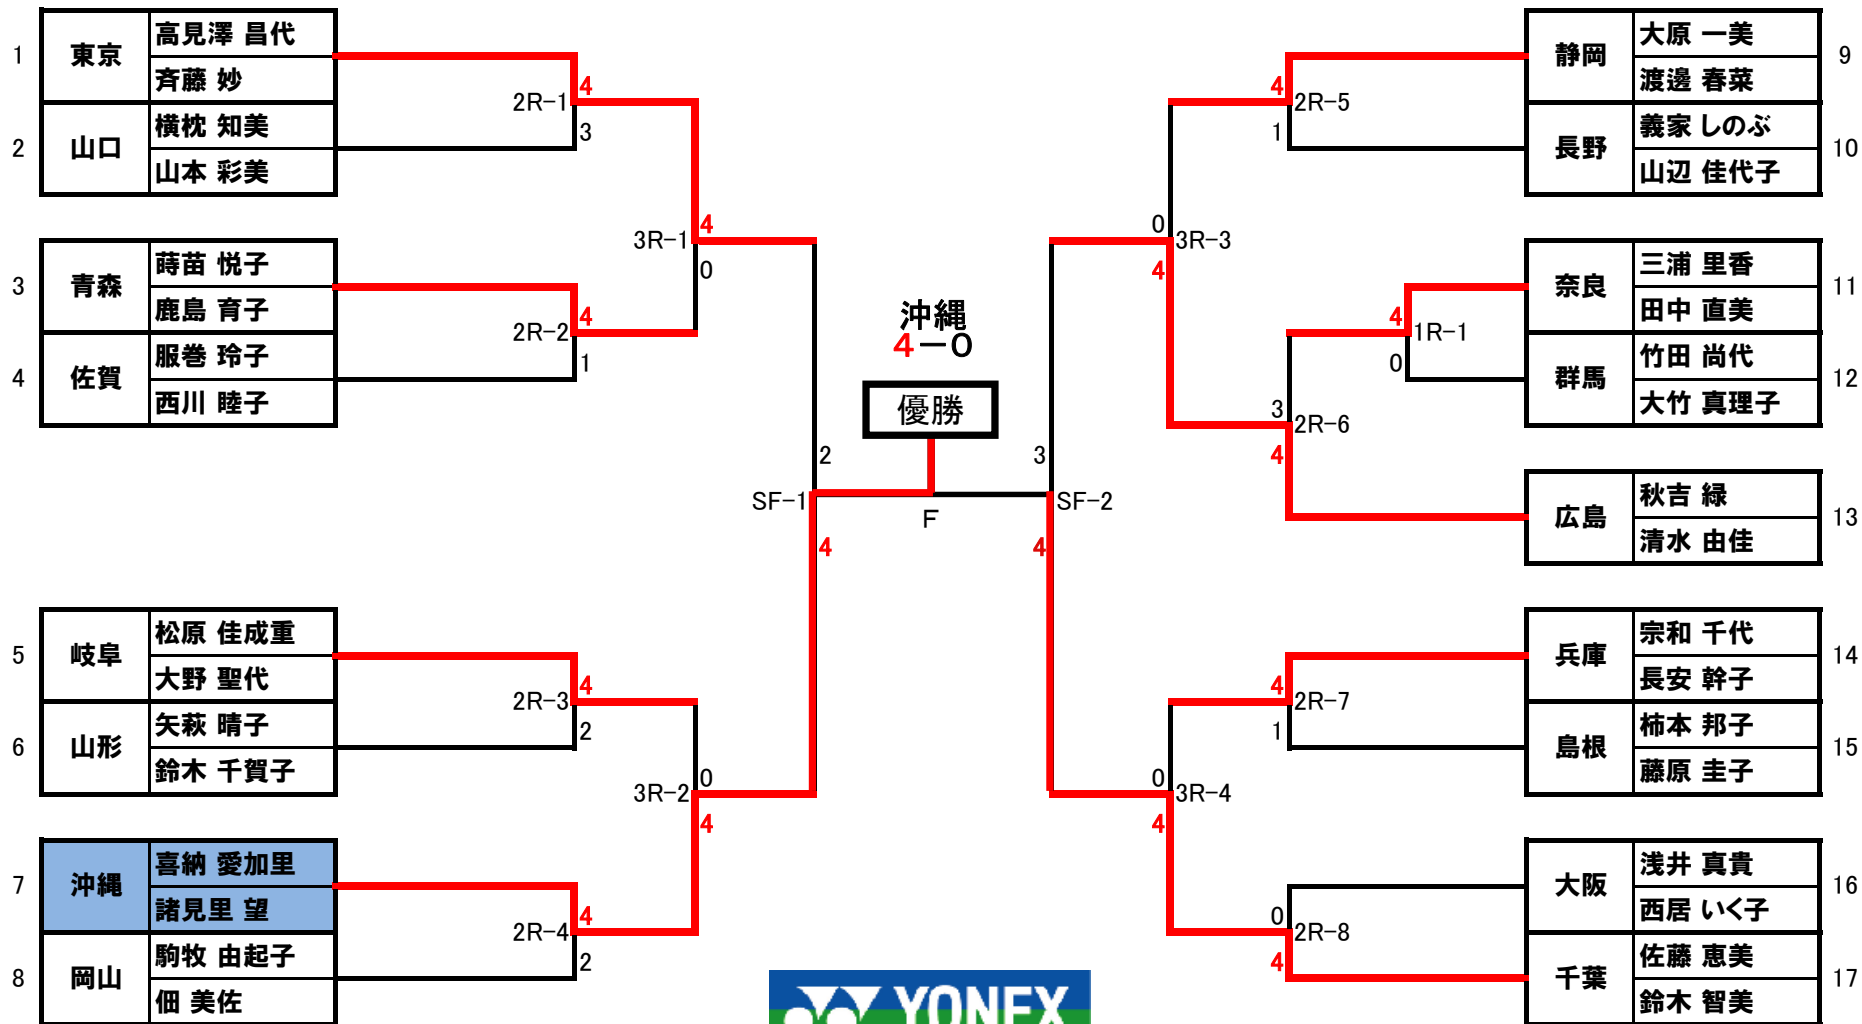 1 東京 高見澤 昌代
斉藤 妙
2R-1 4
3
2 山口 横枕 知美
山本 彩美
3R-1 4
0
3 青森 蒔苗 悦子
鹿島 育子
2R-2 4
1
4 佐賀 服巻 玲子
西川 睦子
2
SF-1
4
5 岐阜 松原 佳成重
大野 聖代
2R-3 4
2
6 山形 矢萩 晴子
鈴木 千賀子
0
3R-2
4
7 沖縄 喜納 愛加里
諸見里 望
2R-4 4
2
8 岡山 駒牧 由起子
佃 美佐
沖縄
4-0
優勝
F
静岡 大原 一美 9
渡邊 春菜
4 2R-5
1
長野 義家 しのぶ 10
山辺 佳代子
0
3R-3
4
奈良 三浦 里香 11
田中 直美
4 1R-1
0
群馬 竹田 尚代 12
大竹 真理子
3
2R-6
4
広島 秋吉 緑 13
清水 由佳
3
SF-2
4
兵庫 宗和 千代 14
長安 幹子
4 2R-7
1
島根 柿本 邦子 15
藤原 圭子
0
3R-4
4
大阪 浅井 真貴 16
西居 いく子
0
2R-8
4
千葉 佐藤 恵美 17
鈴木 智美
YONEX